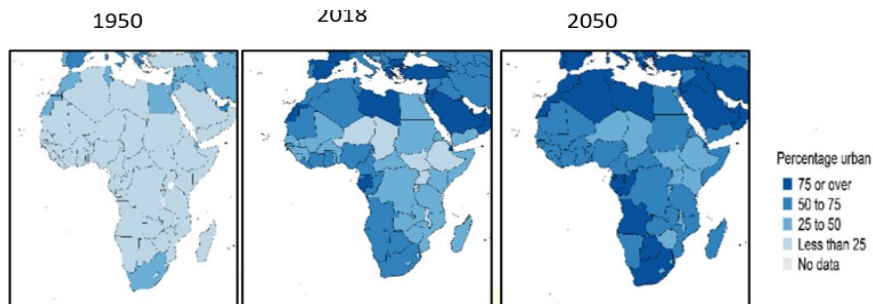 1950
2018
2050
Percentage urban
75 or over
50 to 75
25 to 50
Less than 25
No data